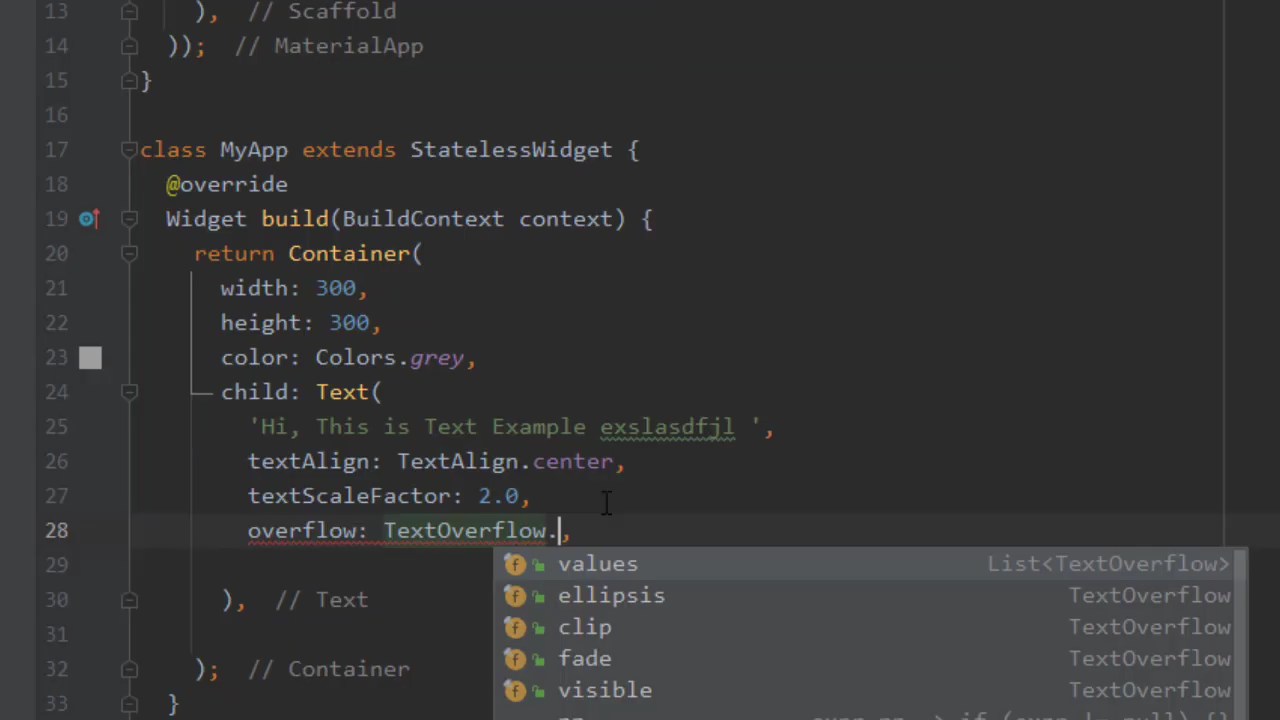 13 ), // Scaffold
14 )); // MaterialApp
15 }
16
17 class MyApp extends StatelessWidget {
18 @override
19 Widget build(BuildContext context) {
20 return Container(
21 width: 300,
22 height: 300,
23 color: Colors.grey,
24 child: Text(
25 'Hi, This is Text Example exslasdfjl ',
26 textAlign: TextAlign.center,
27 textScaleFactor: 2.0,
28 overflow: TextOverflow.,
f values List<TextOverflow>
29
f ellipsis TextOverflow
30 ), // Text
f clip TextOverflow
31
f fade TextOverflow
32 ); // Container
f visible TextOverflow
33 }